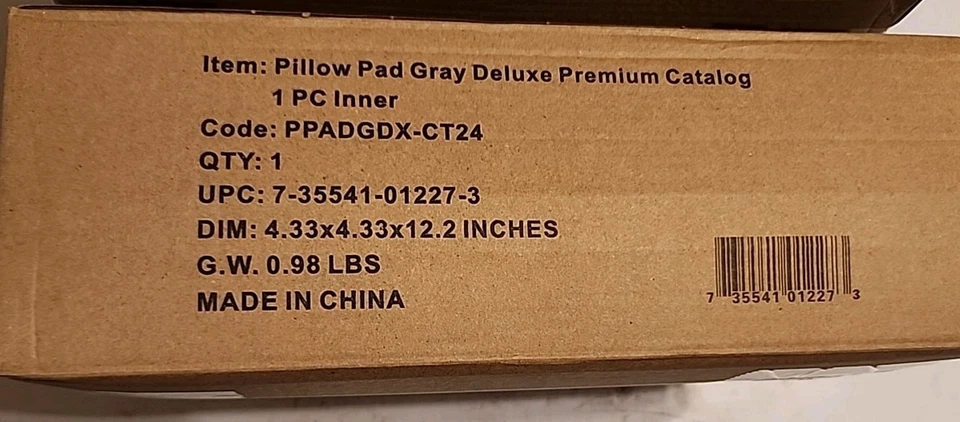 Item: Pillow Pad Gray Deluxe Premium Catalog
1 PC Inner
Code: PPADGDX-CT24
QTY: 1
UPC: 7-35541-01227-3
DIM: 4.33x4.33x12.2 INCHES
G.W. 0.98 LBS
MADE IN CHINA
7 35541 01227 3